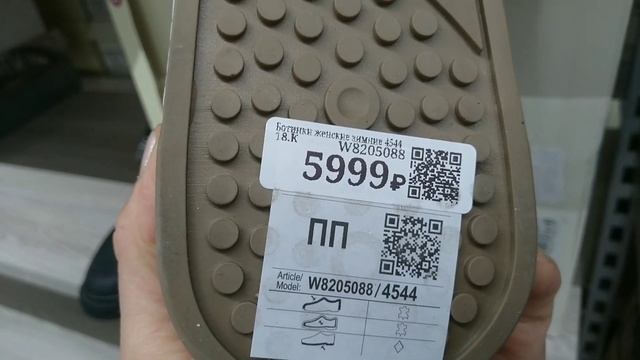 Ботинки женские зимние 4544
18.К
W8205088
5999₽
ПП
Article/
Model: W8205088/4544